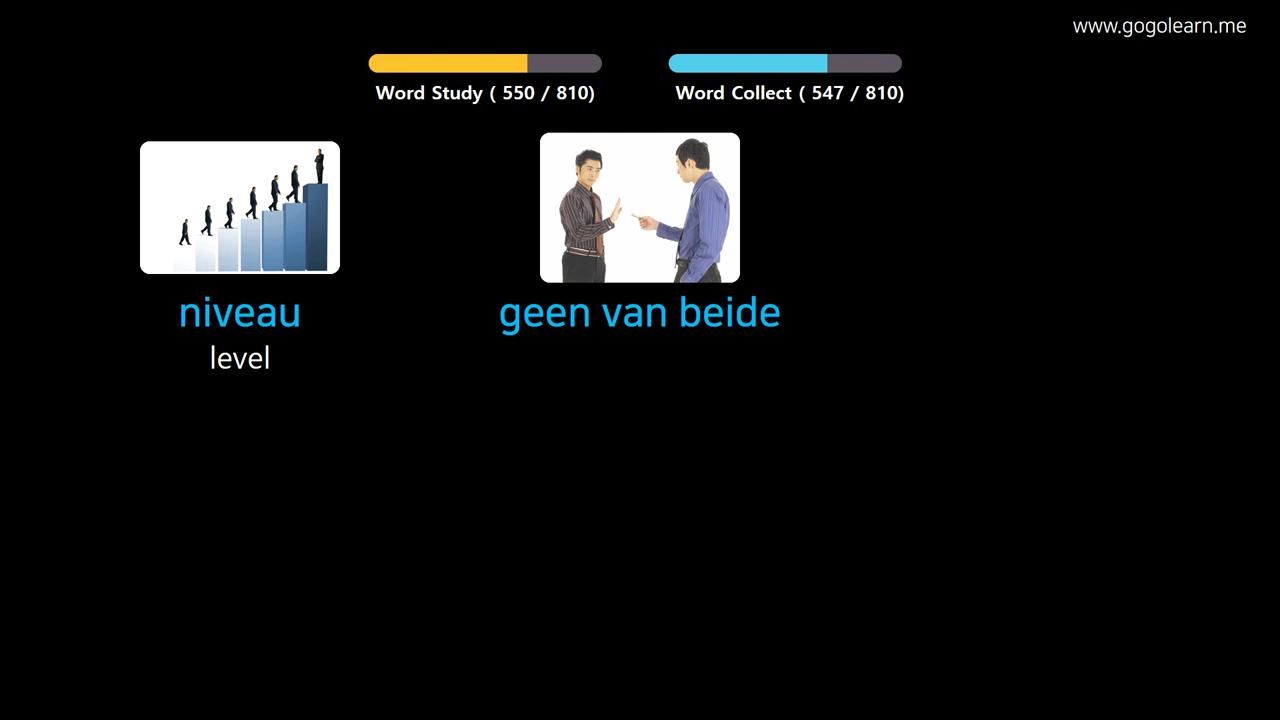 www.gogolearn.me
Word Study ( 550 / 810)
Word Collect ( 547 / 810)
niveau
level
geen van beide